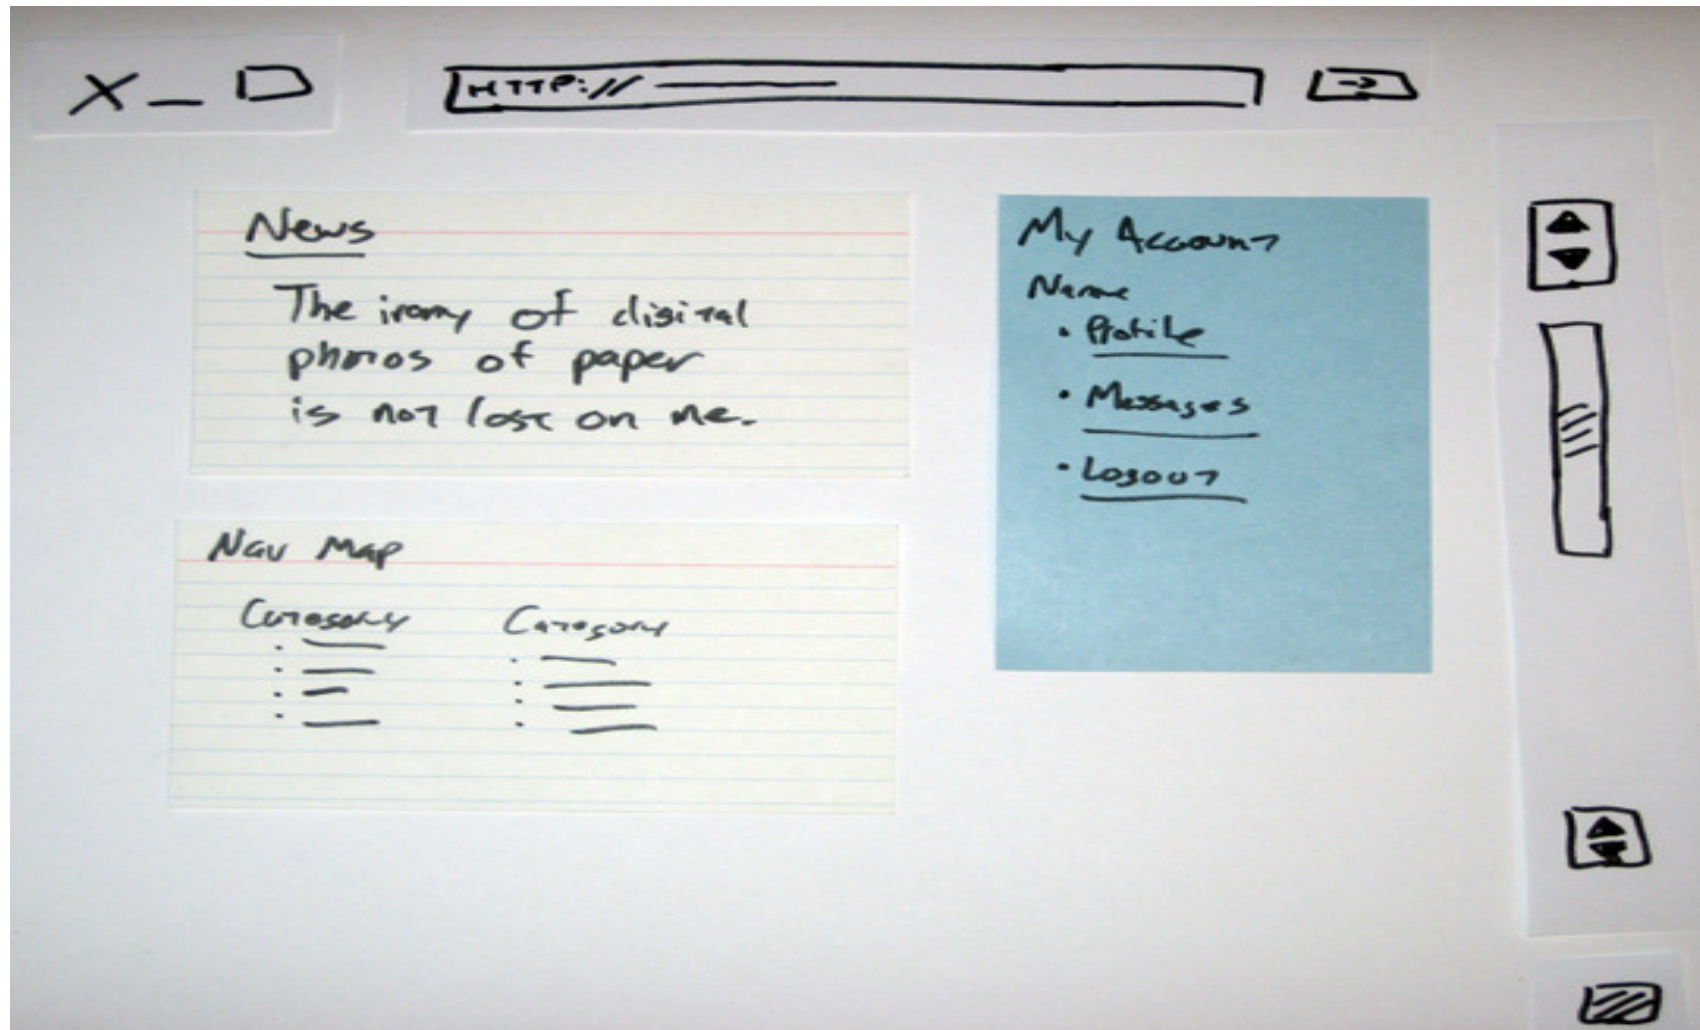 X _
HTTP://
->
News
The irony of digital
photos of paper
is not lost on me.
My Account
Name
• Profile
• Messages
• Logout
Nav Map
Category
Category